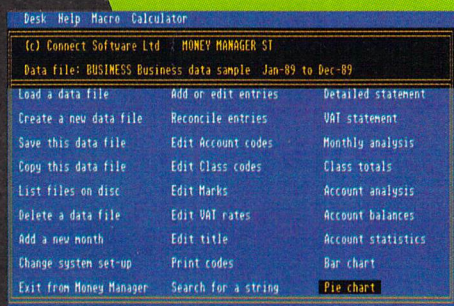 Desk Help Macro Calculator
(c) Connect Software Ltd : MONEY MANAGER ST
Data file: BUSINESS Business data sample Jan-89 to Dec-89
Load a data file Add or edit entries Detailed statement
Create a new data file Reconcile entries VAT statement
Save this data file Edit Account codes Monthly analysis
Copy this data file Edit Class codes Class totals
List files on disc Edit Marks Account analysis
Delete a data file Edit VAT rates Account balances
Add a new month Edit title Account statistics
Change system set-up Print codes Bar chart
Exit from Money Manager Search for a string Pie chart